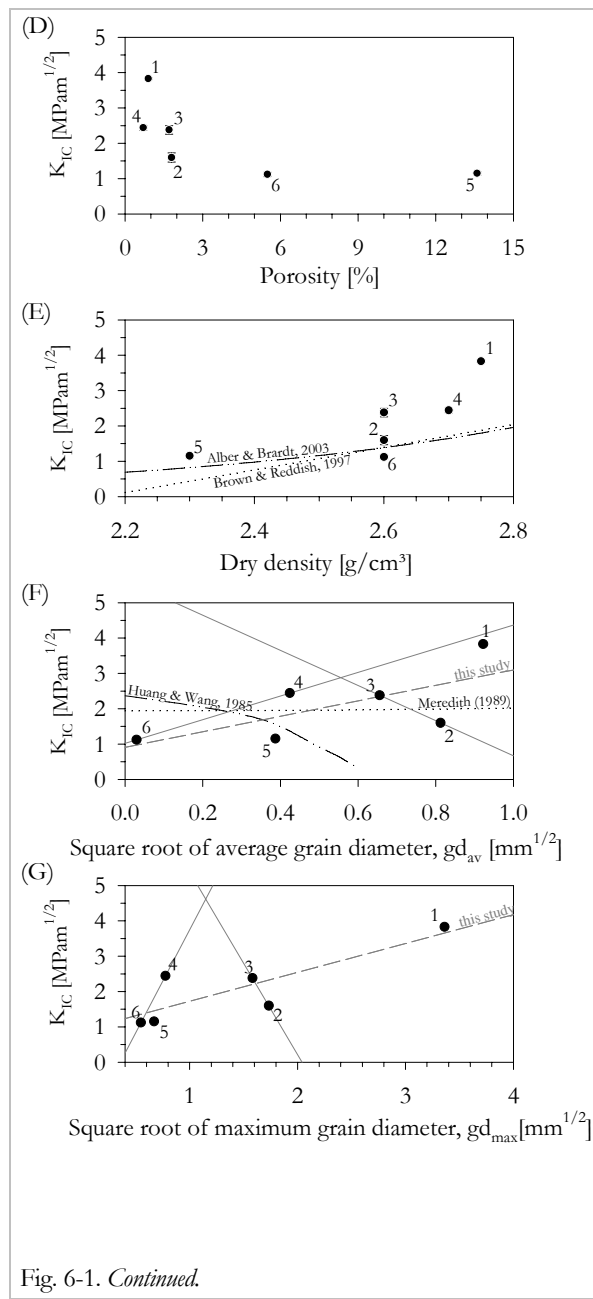 (D)
K_IC [MPam^1/2]
5
4
3
2
1
0
1
4
3
2
6
5
0 3 6 9 12 15
Porosity [%]
(E)
K_IC [MPam^1/2]
5
4
3
2
1
0
1
3
4
2
5
6
Alber & Brardt, 2003
Brown & Reddish, 1997
2.2 2.4 2.6 2.8
Dry density [g/cm³]
(F)
K_IC [MPam^1/2]
5
4
3
2
1
0
1
this study
4
3
Huang & Wang, 1985
Meredith (1989)
6
5
2
0.0 0.2 0.4 0.6 0.8 1.0
Square root of average grain diameter, gd_av [mm^1/2]
(G)
K_IC [MPam^1/2]
5
4
3
2
1
0
1
this study
4
3
6
5
2
1 2 3 4
Square root of maximum grain diameter, gd_max[mm^1/2]
Fig. 6-1. Continued.